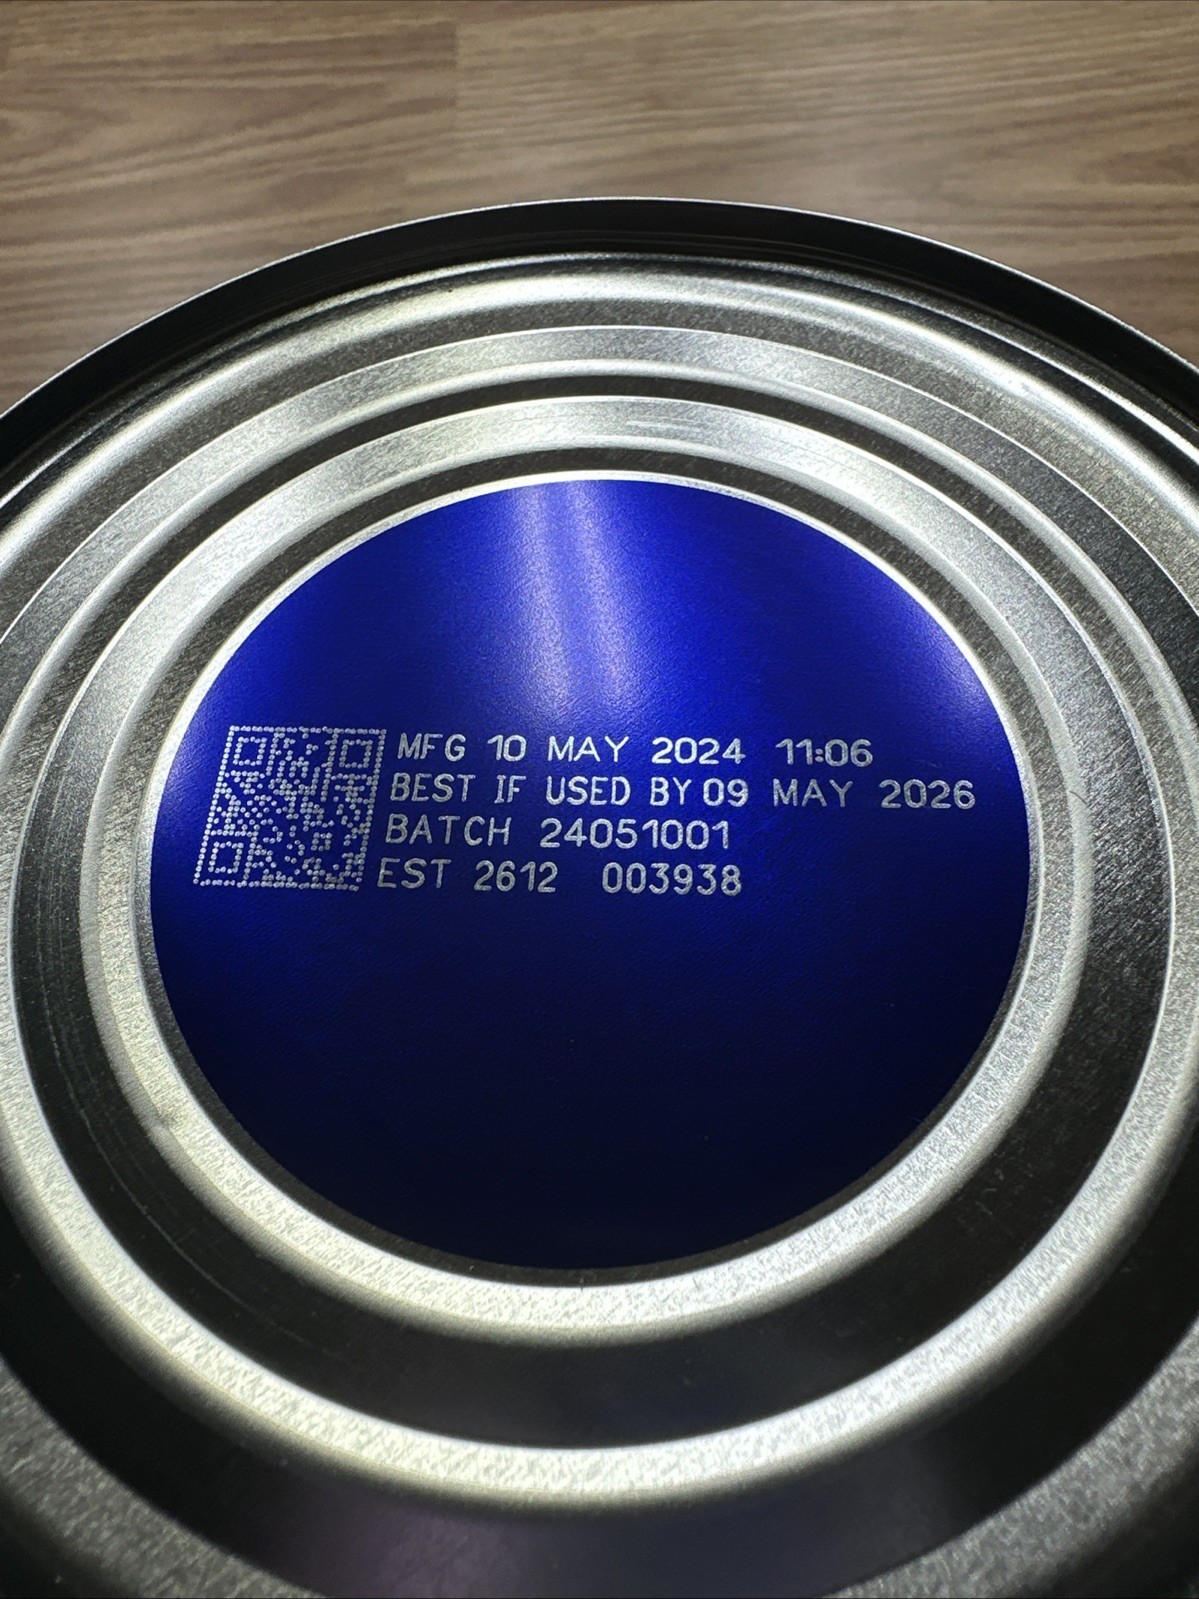 MFG 10 MAY 2024 11:06
BEST IF USED BY 09 MAY 2026
BATCH 24051001
EST 2612 003938